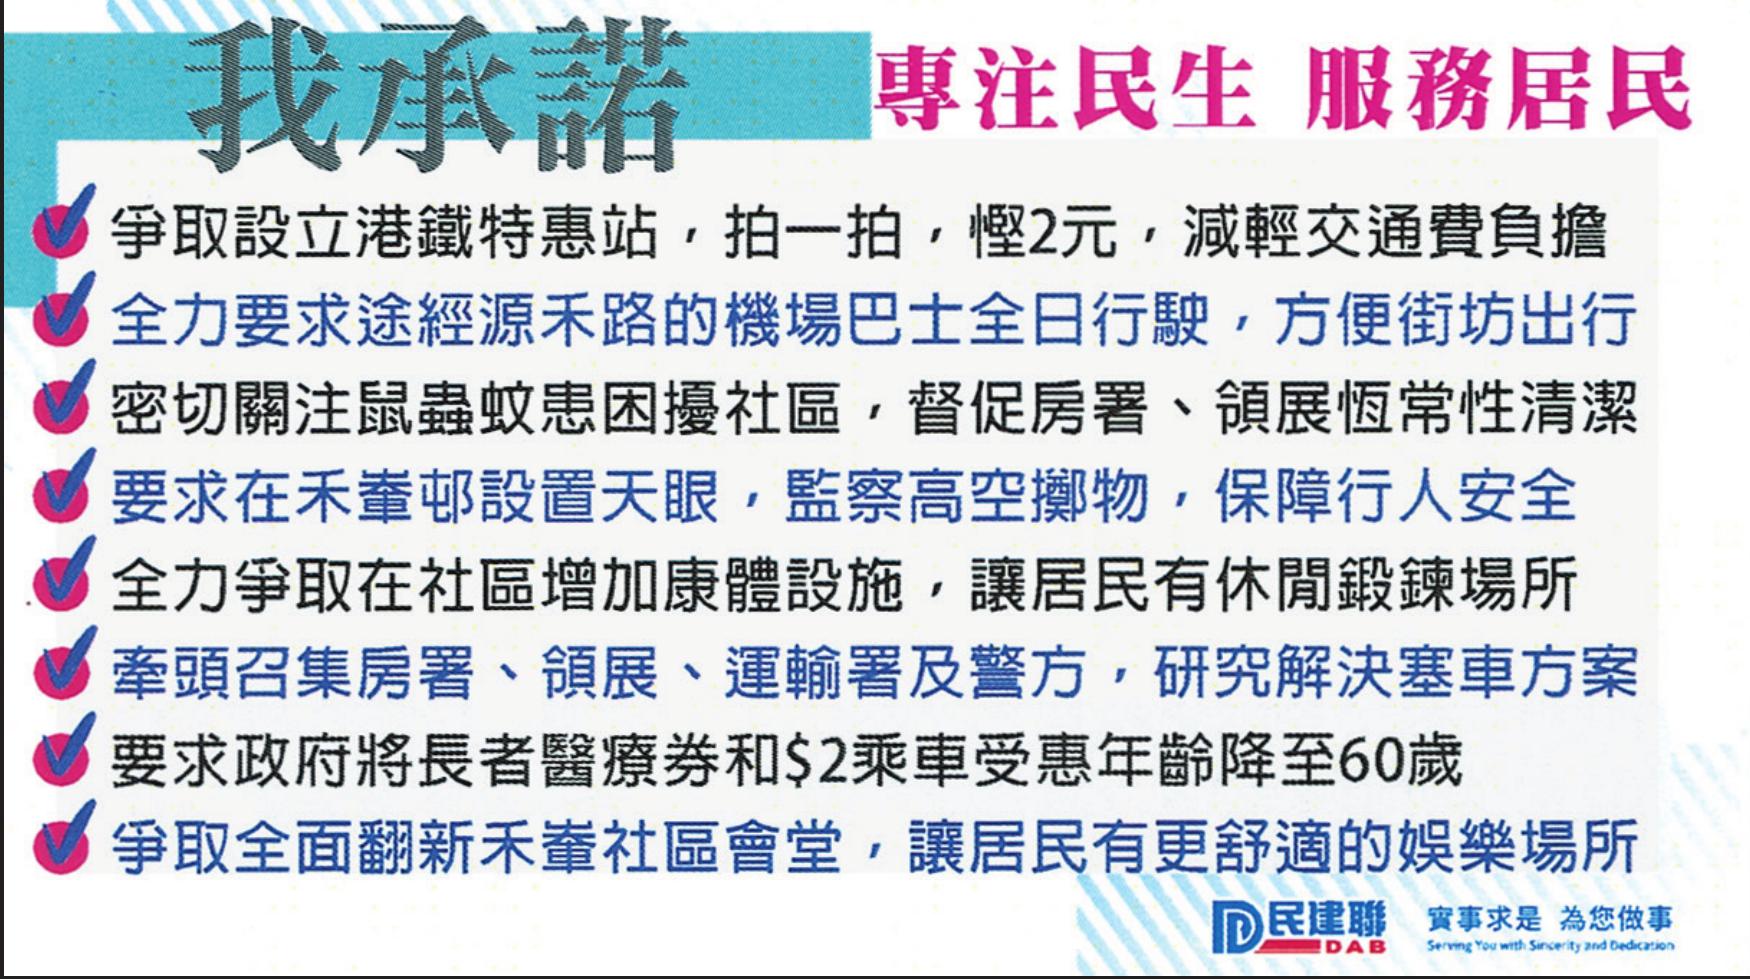 我承諾
專注民生 服務居民
爭取設立港鐵特惠站，拍一拍，慳2元，減輕交通費負擔
全力要求途經源禾路的機場巴士全日行駛，方便街坊出行
密切關注鼠蟲蚊患困擾社區，督促房署、領展恆常性清潔
要求在禾輋邨設置天眼，監察高空擲物，保障行人安全
全力爭取在社區增加康體設施，讓居民有休閒鍛鍊場所
牽頭召集房署、領展、運輸署及警方，研究解決塞車方案
要求政府將長者醫療券和$2乘車受惠年齡降至60歲
爭取全面翻新禾輋社區會堂，讓居民有更舒適的娛樂場所
民建聯
DAB
實事求是 為您做事
Serving You with Sincerity and Dedication